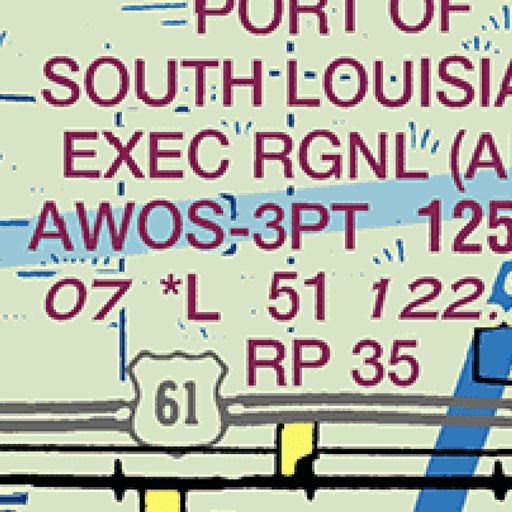 PORT OF
SOUTH LOUISIA
EXEC RGNL (A
AWOS-3PT 125
07 *L 51 122.
RP 35
61